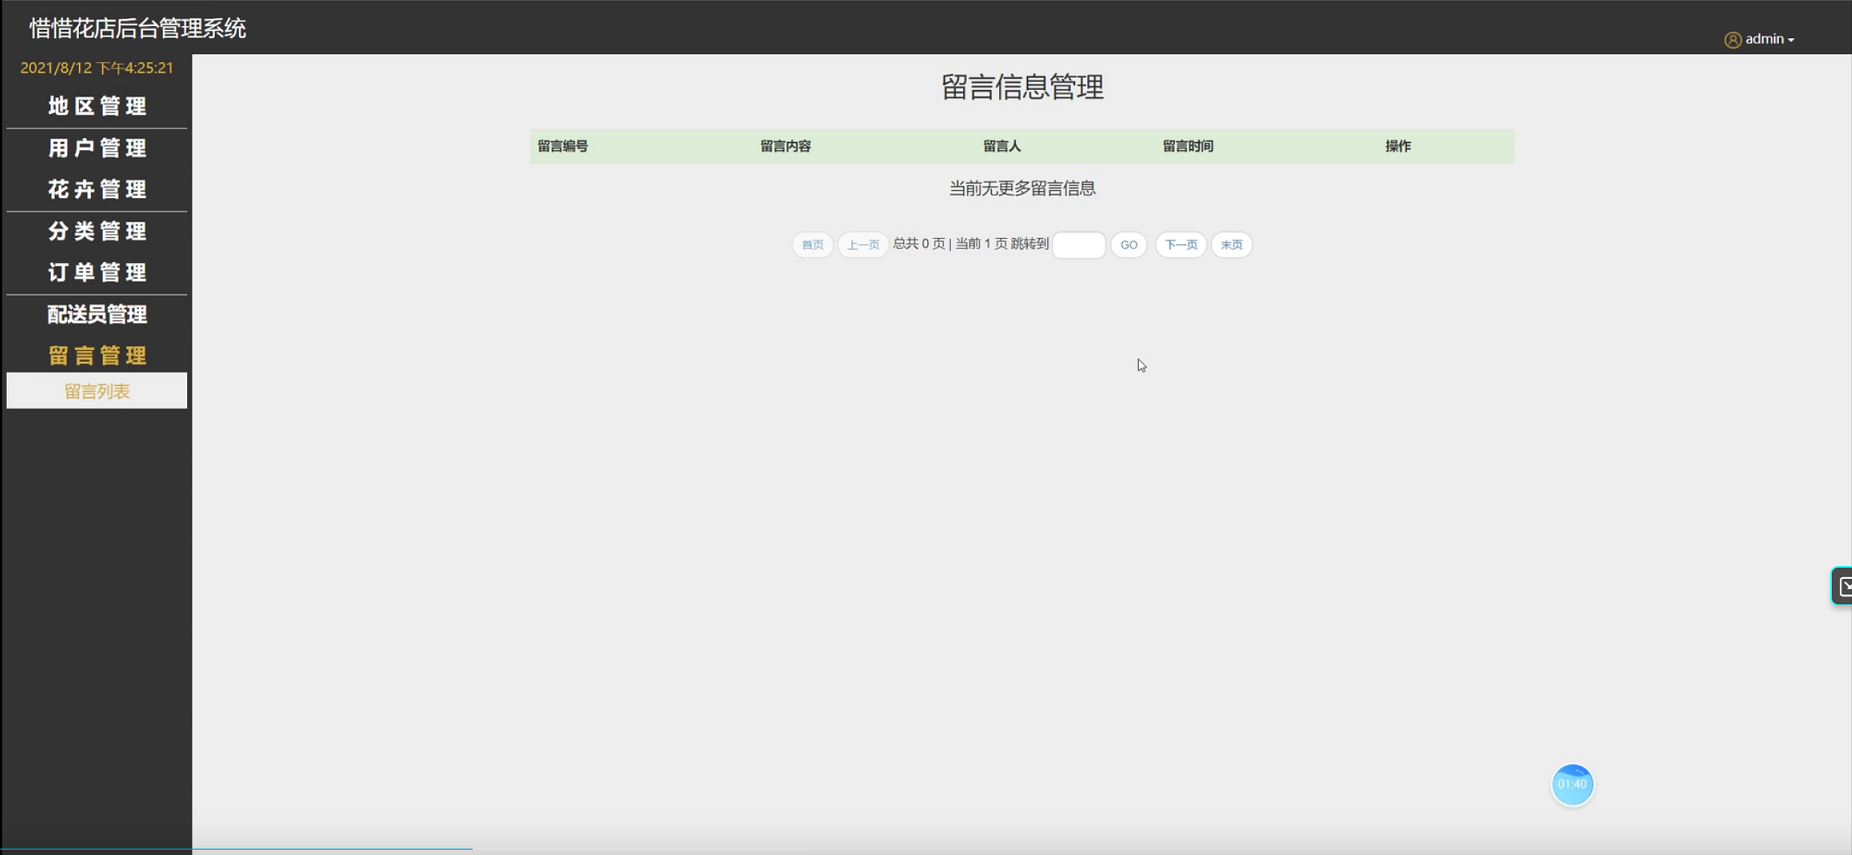 惜惜花店后台管理系统
admin
2021/8/12 下午4:25:21
地区管理
用户管理
花卉管理
分类管理
订单管理
配送员管理
留言管理
留言列表
留言信息管理
留言编号 留言内容 留言人 留言时间 操作
当前无更多留言信息
首页 上一页 总共 0 页 | 当前 1 页 跳转到 GO 下一页 末页
01:40